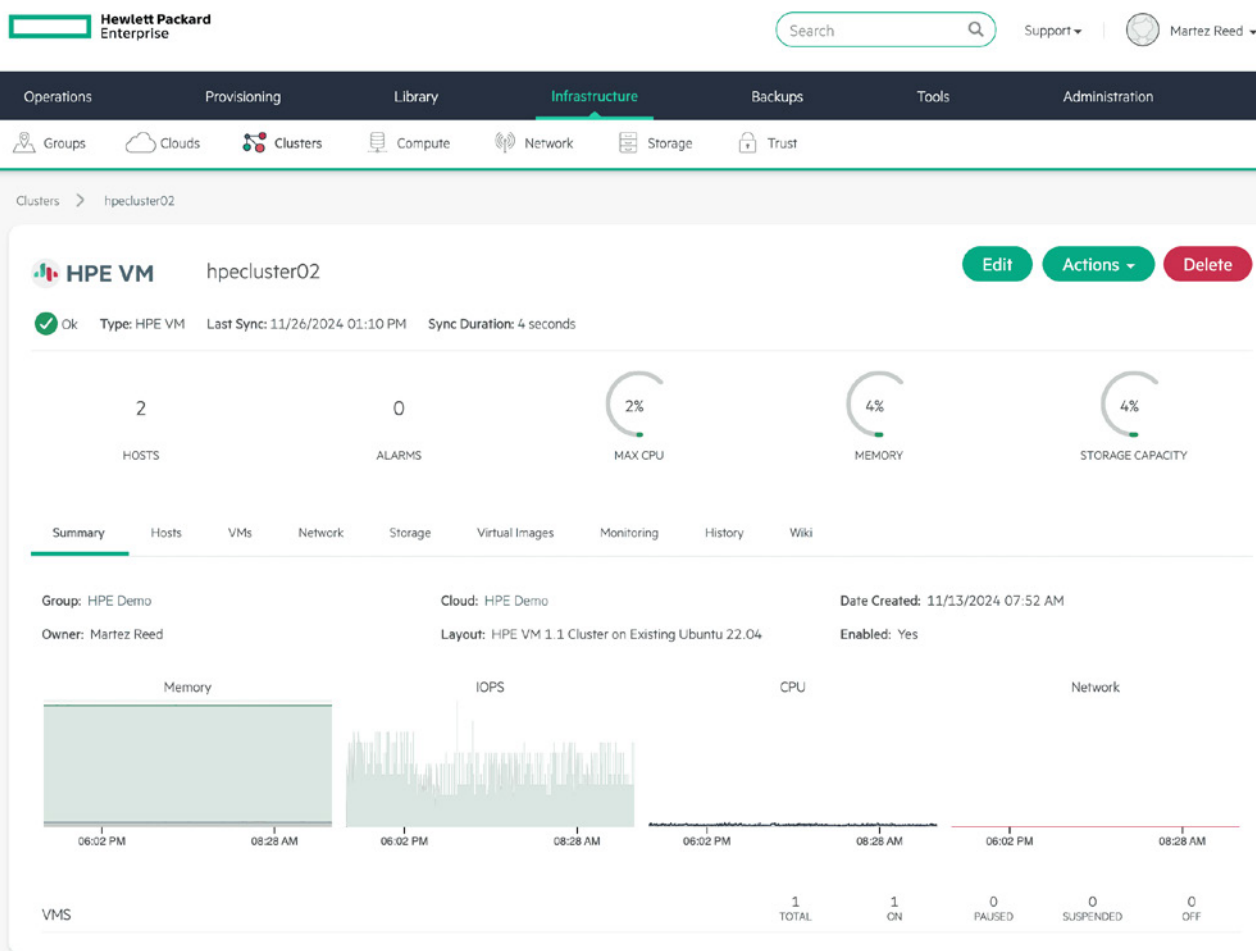 Hewlett Packard
Enterprise
Search
Support
Martez Reed
Operations Provisioning Library Infrastructure Backups Tools Administration
Groups Clouds Clusters Compute Network Storage Trust
Clusters > hpecluster02
HPE VM hpecluster02 Edit Actions Delete
Ok Type: HPE VM Last Sync: 11/26/2024 01:10 PM Sync Duration: 4 seconds
2 0 2% 4% 4%
HOSTS ALARMS MAX CPU MEMORY STORAGE CAPACITY
Summary Hosts VMs Network Storage Virtual Images Monitoring History Wiki
Group: HPE Demo Cloud: HPE Demo Date Created: 11/13/2024 07:52 AM
Owner: Martez Reed Layout: HPE VM 1.1 Cluster on Existing Ubuntu 22.04 Enabled: Yes
Memory IOPS CPU Network
06:02 PM 08:28 AM 06:02 PM 08:28 AM 06:02 PM 08:28 AM 06:02 PM 08:28 AM
VMS
1 1 0 0 0
TOTAL ON PAUSED SUSPENDED OFF